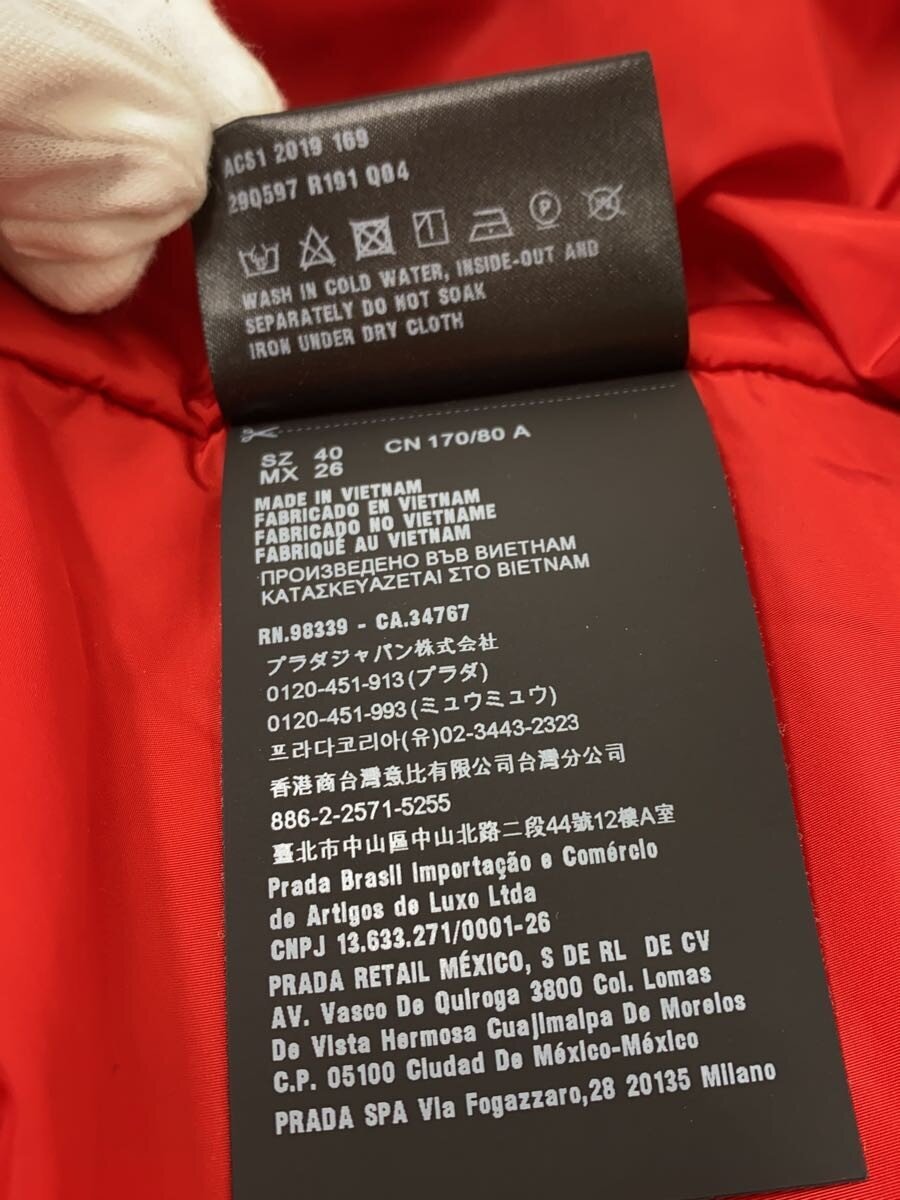 ACS1 2019 169
29Q597 R191 Q04
P
WASH IN COLD WATER, INSIDE-OUT AND
SEPARATELY DO NOT SOAK
IRON UNDER DRY CLOTH
SZ 40 CN 170/80 A
MX 26
MADE IN VIETNAM
FABRICADO EN VIETNAM
FABRICADO NO VIETNAME
FABRIQUÉ AU VIETNAM
ПРОИЗВЕДЕНО ВЪВ ВИЕТНАМ
ΚΑΤΑΣΚΕΥΑΖΕΤΑΙ ΣΤΟ ΒΙΕΤΝΑΜ
RN.98339 - CA.34767
プラダジャパン株式会社
0120-451-913(プラダ)
0120-451-993(ミュウミュウ)
프라다코리아(유)02-3443-2323
香港商台灣意比有限公司台灣分公司
886-2-2571-5255
臺北市中山區中山北路二段44號12樓A室
Prada Brasil Importação e Comércio
de Artigos de Luxo Ltda
CNPJ 13.633.271/0001-26
PRADA RETAIL MÉXICO, S DE RL DE CV
AV. Vasco De Quiroga 3800 Col. Lomas
De Vista Hermosa Cuajimalpa De Morelos
C.P. 05100 Ciudad De México-México
PRADA SPA Via Fogazzaro,28 20135 Milano